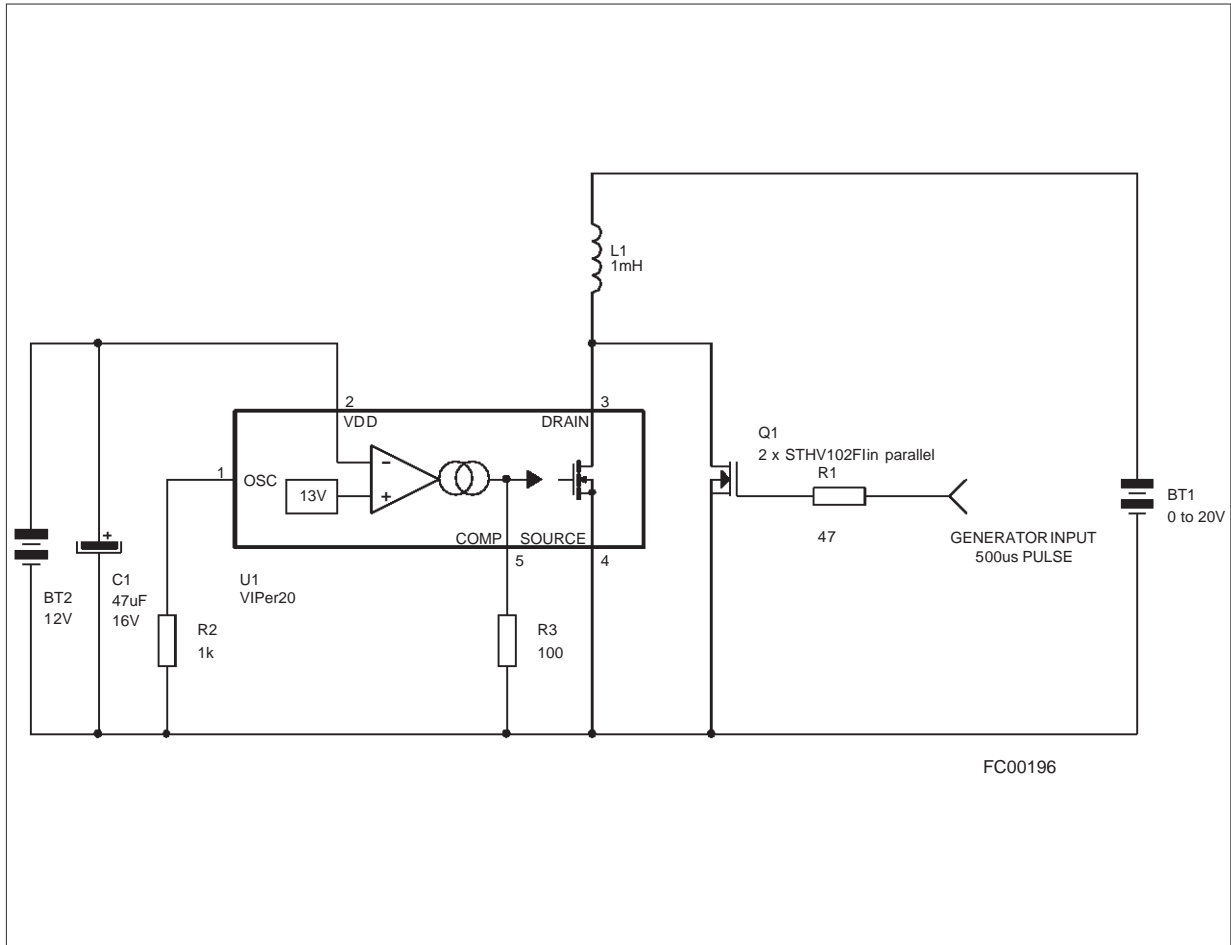 L1
1mH
2
3
VDD
DRAIN
Q1
2 x STHV102FIin parallel
R1
1
OSC
13V
-
+
BT1
0 to 20V
+
47
GENERATOR INPUT
500us PULSE
COMP
SOURCE
5
4
U1
VIPer20
C1
47uF
16V
BT2
12V
R2
1k
R3
100
FC00196